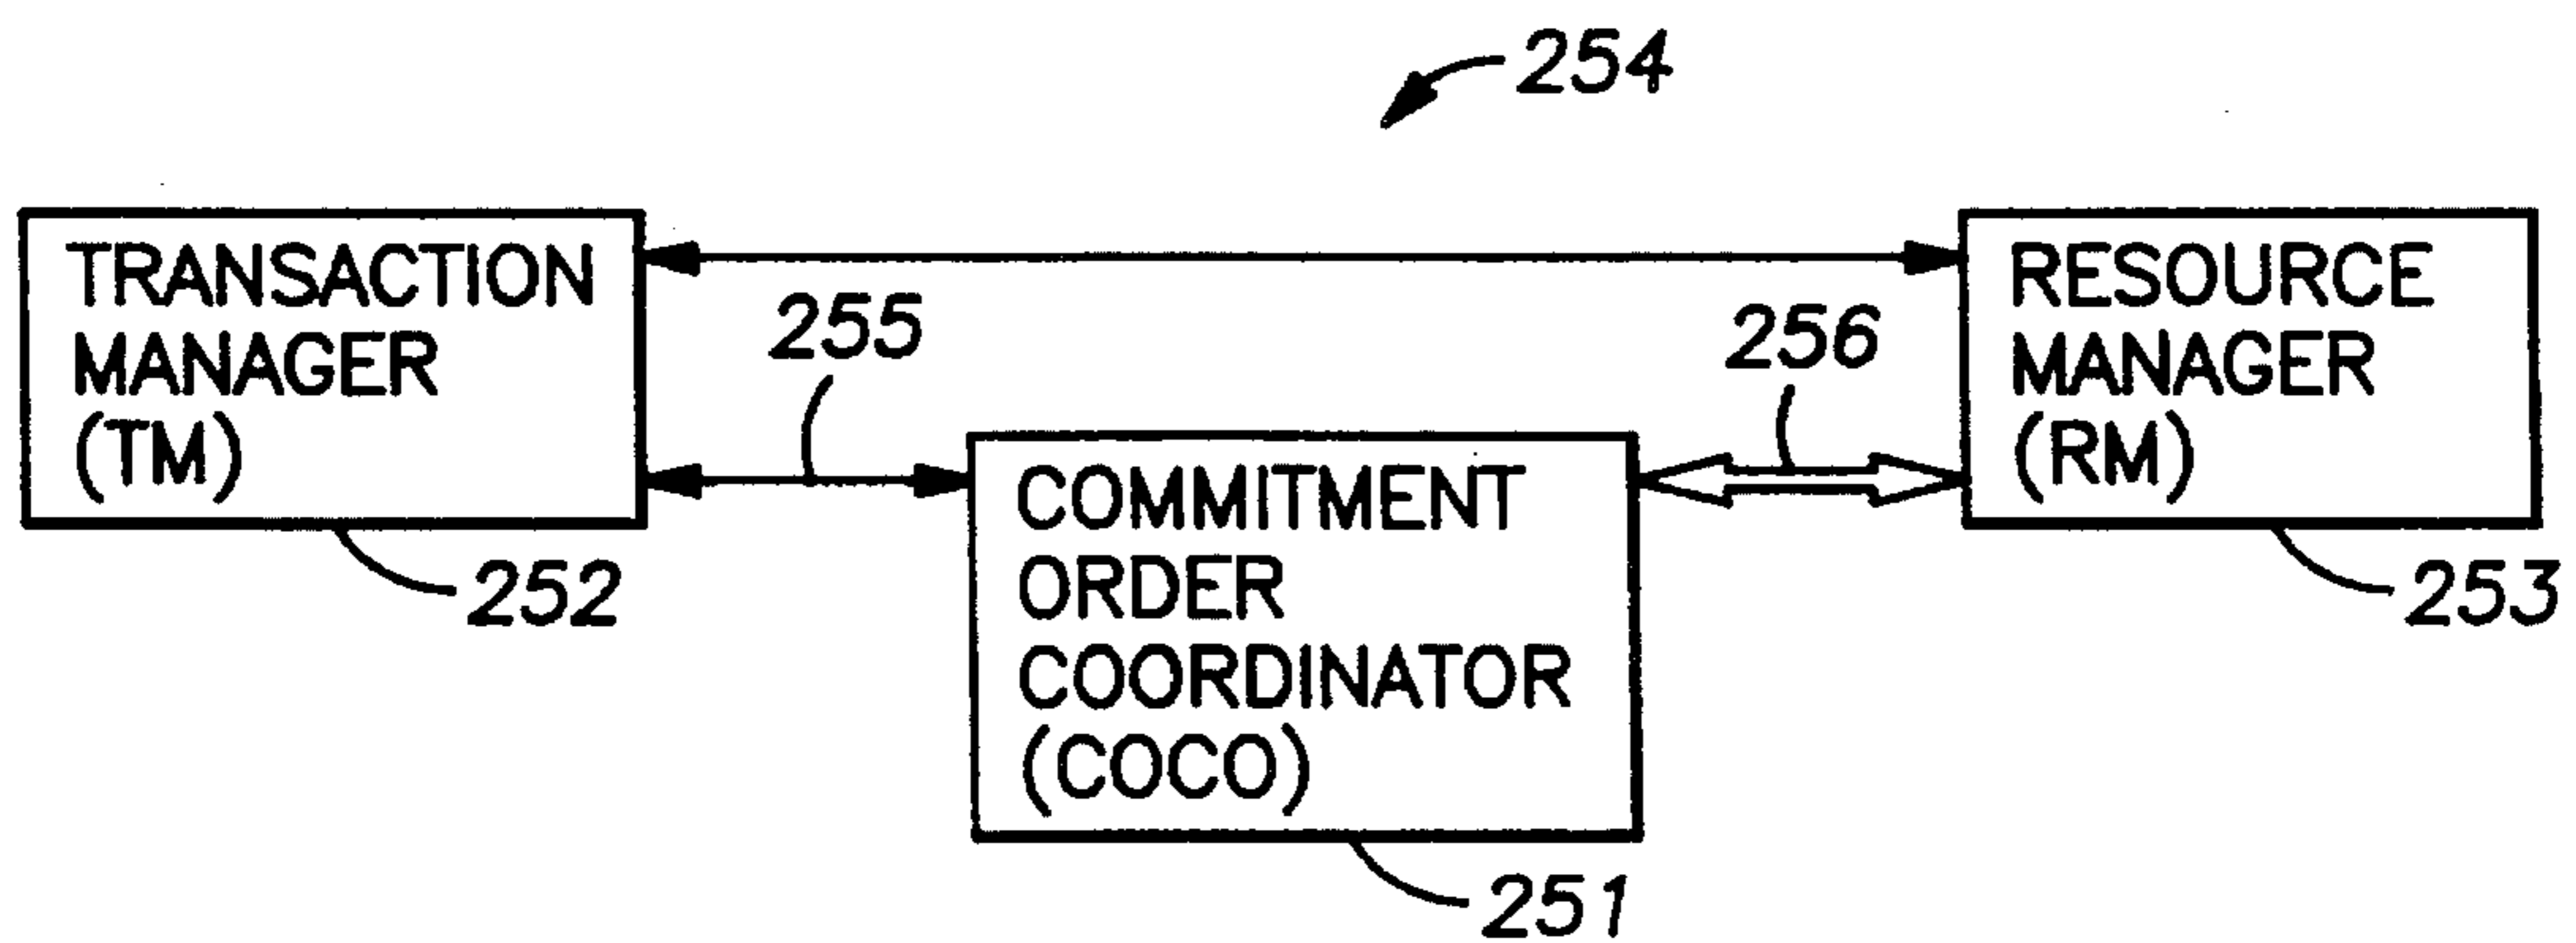 254
TRANSACTION
MANAGER
(TM)
252
255
COMMITMENT
ORDER
COORDINATOR
(COCO)
251
256
RESOURCE
MANAGER
(RM)
253